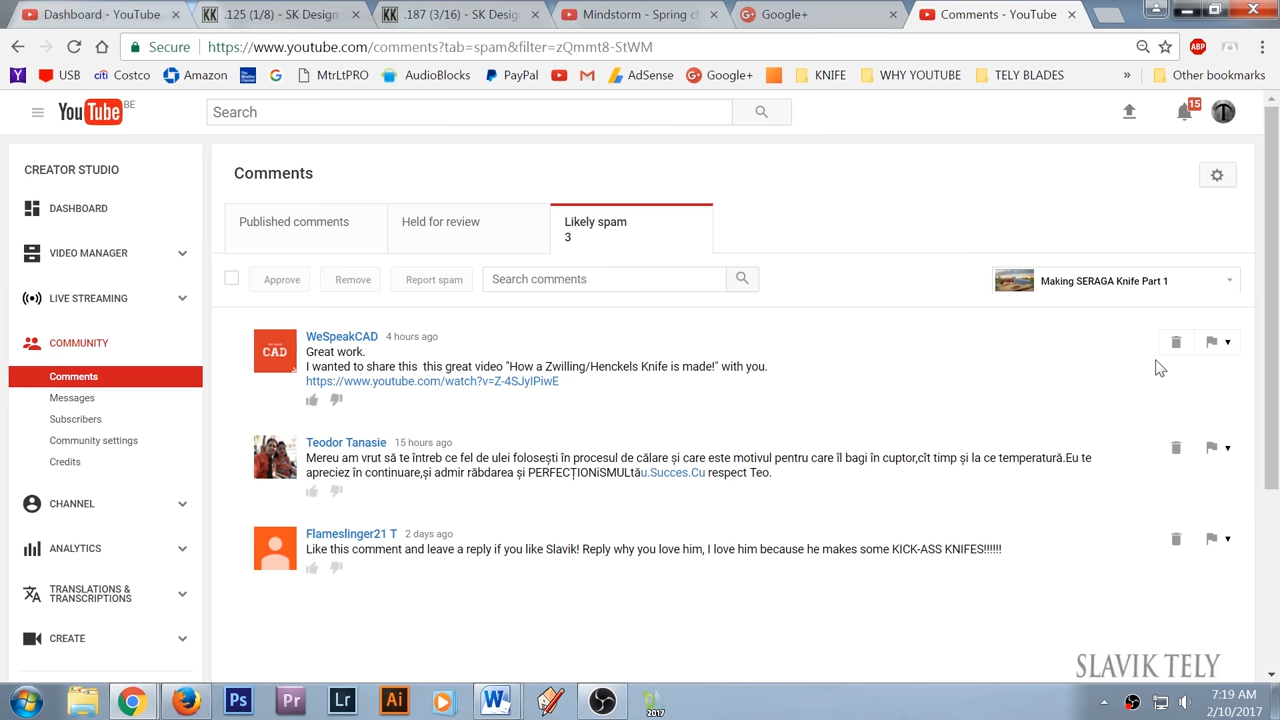 Dashboard - YouTube
.125 (1/8) - SK Design
.187 (3/1
Mindstorm - Spring c
Google+
Comments - YouTube
Secure https://www.youtube.com/comments?tab=spam&filter=zQmmt8-StWM
USB
citi Costco
Amazon
MtrLtPRO
AudioBlocks
PayPal
AdSense
Google+
KNIFE
WHY YOUTUBE
TELY BLADES
»
Other bookmarks
YouTube BE
Search
15
CREATOR STUDIO
DASHBOARD
VIDEO MANAGER
LIVE STREAMING
COMMUNITY
Comments
Messages
Subscribers
Community settings
Credits
CHANNEL
ANALYTICS
TRANSLATIONS &
TRANSCRIPTIONS
CREATE
Comments
Published comments
Held for review
Likely spam
3
Approve
Remove
Report spam
Search comments
Making SERAGA Knife Part 1
CAD
WeSpeakCAD 4 hours ago
Great work.
I wanted to share this this great video "How a Zwilling/Henckels Knife is made!" with you.
https://www.youtube.com/watch?v=Z-4SJyIPiwE
Teodor Tanasie 15 hours ago
Mereu am vrut să te întreb ce fel de ulei folosești în procesul de călare și care este motivul pentru care îl bagi în cuptor,cît timp și la ce temperatură.Eu te
apreciez în continuare,și admir răbdarea și PERFECȚIONiSMULtău.Succes.Cu respect Teo.
Flameslinger21 T 2 days ago
Like this comment and leave a reply if you like Slavik! Reply why you love him, I love him because he makes some KICK-ASS KNIFES!!!!!!
SLAVIK TELY
Ps
Pr
Lr
Ai
W
2017
7:19 AM
2/10/2017